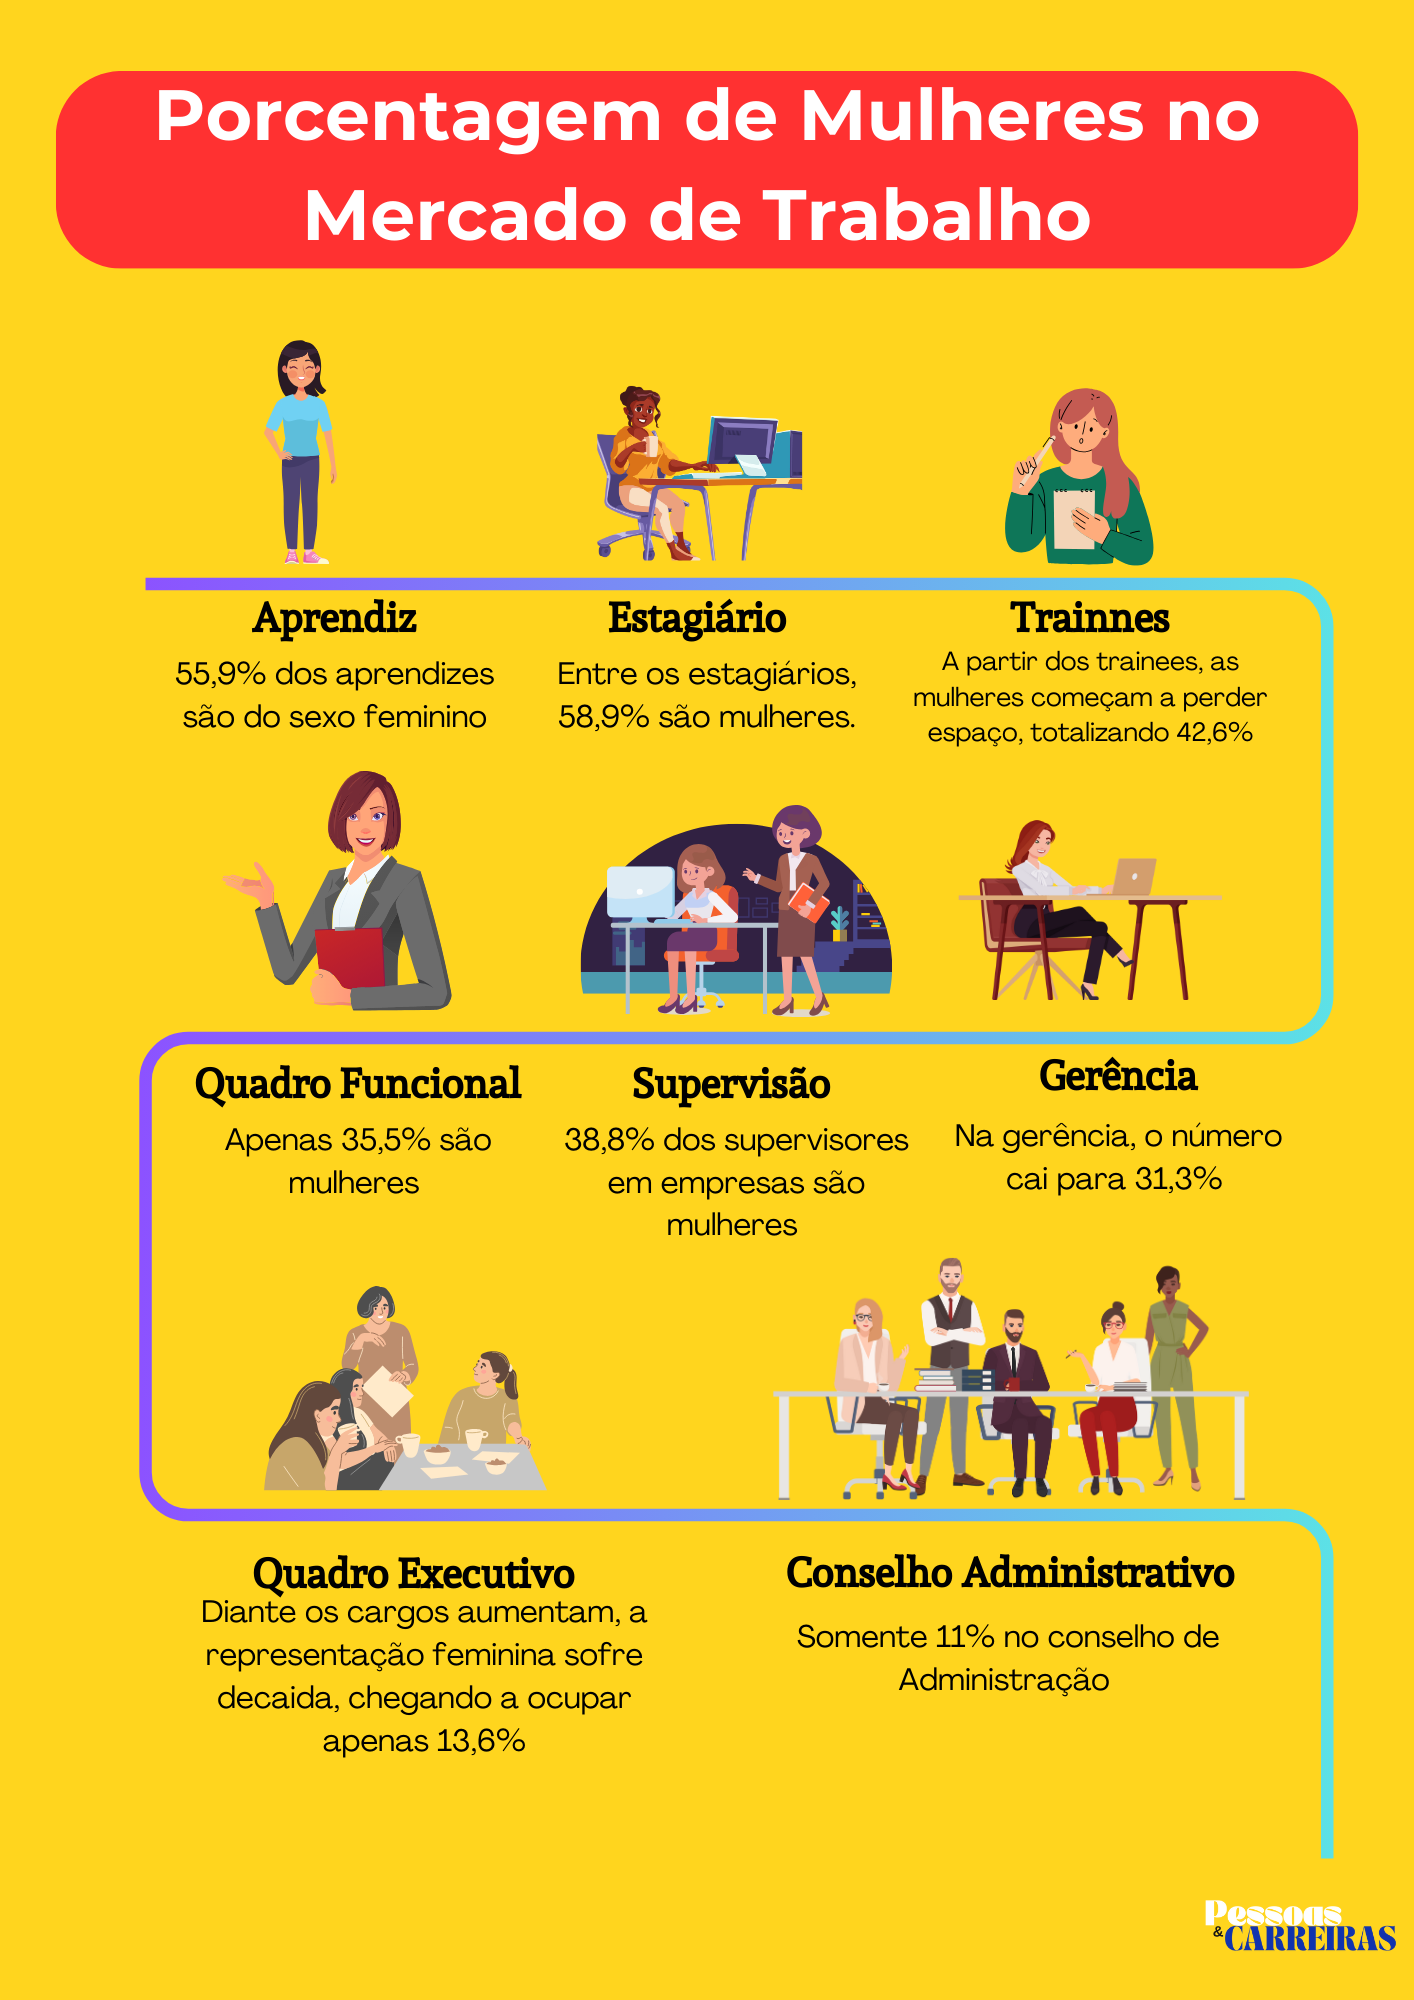 Porcentagem de Mulheres no
Mercado de Trabalho
Aprendiz
55,9% dos aprendizes
são do sexo feminino
Estagiário
Entre os estagiários,
58,9% são mulheres.
Trainnes
A partir dos trainees, as
mulheres começam a perder
espaço, totalizando 42,6%
Quadro Funcional
Apenas 35,5% são
mulheres
Supervisão
38,8% dos supervisores
em empresas são
mulheres
Gerência
Na gerência, o número
cai para 31,3%
Quadro Executivo
Diante os cargos aumentam, a
representação feminina sofre
decaida, chegando a ocupar
apenas 13,6%
Conselho Administrativo
Somente 11% no conselho de
Administração
Pessoas
&CARREIRAS